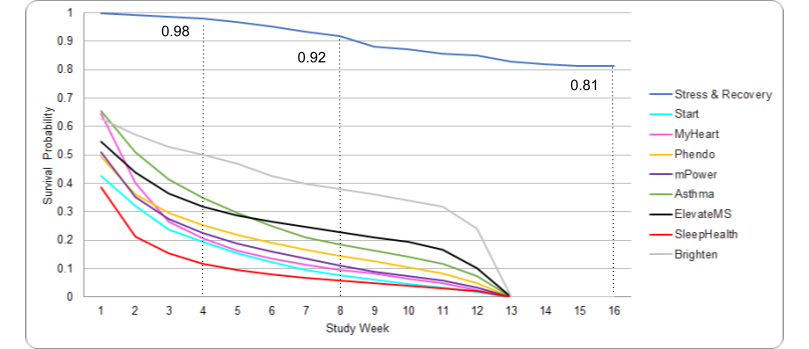 1
0.9
0.8
0.7
0.6
0.5
0.4
0.3
0.2
0.1
0
Survival Probability
0.98
0.92
0.81
1 2 3 4 5 6 7 8 9 10 11 12 13 14 15 16
Study Week
Stress & Recovery
Start
MyHeart
Phendo
mPower
Asthma
ElevateMS
SleepHealth
Brighten